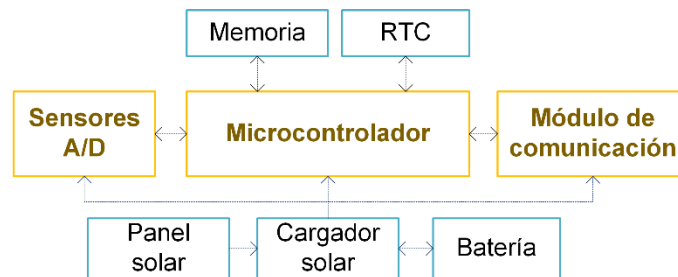 Memoria
RTC
Sensores
A/D
Microcontrolador
Módulo de
comunicación
Panel
solar
Cargador
solar
Batería